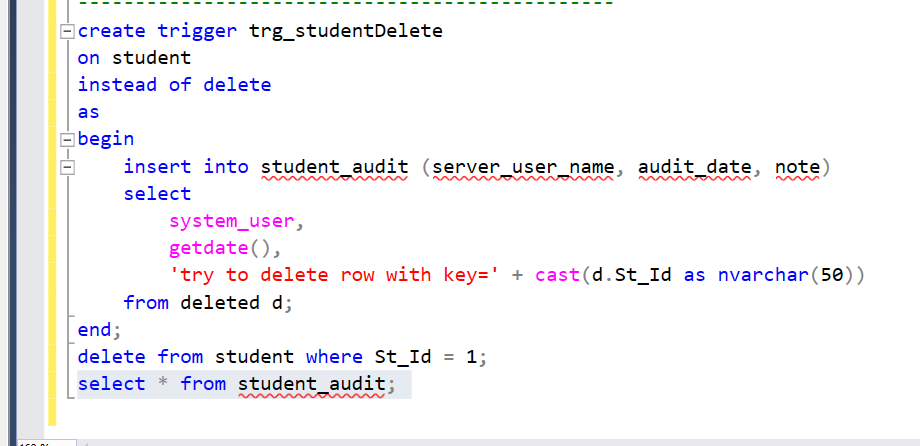 create trigger trg_studentDelete
on student
instead of delete
as
begin
insert into student_audit (server_user_name, audit_date, note)
select
system_user,
getdate(),
'try to delete row with key=' + cast(d.St_Id as nvarchar(50))
from deleted d;
end;
delete from student where St_Id = 1;
select * from student_audit;